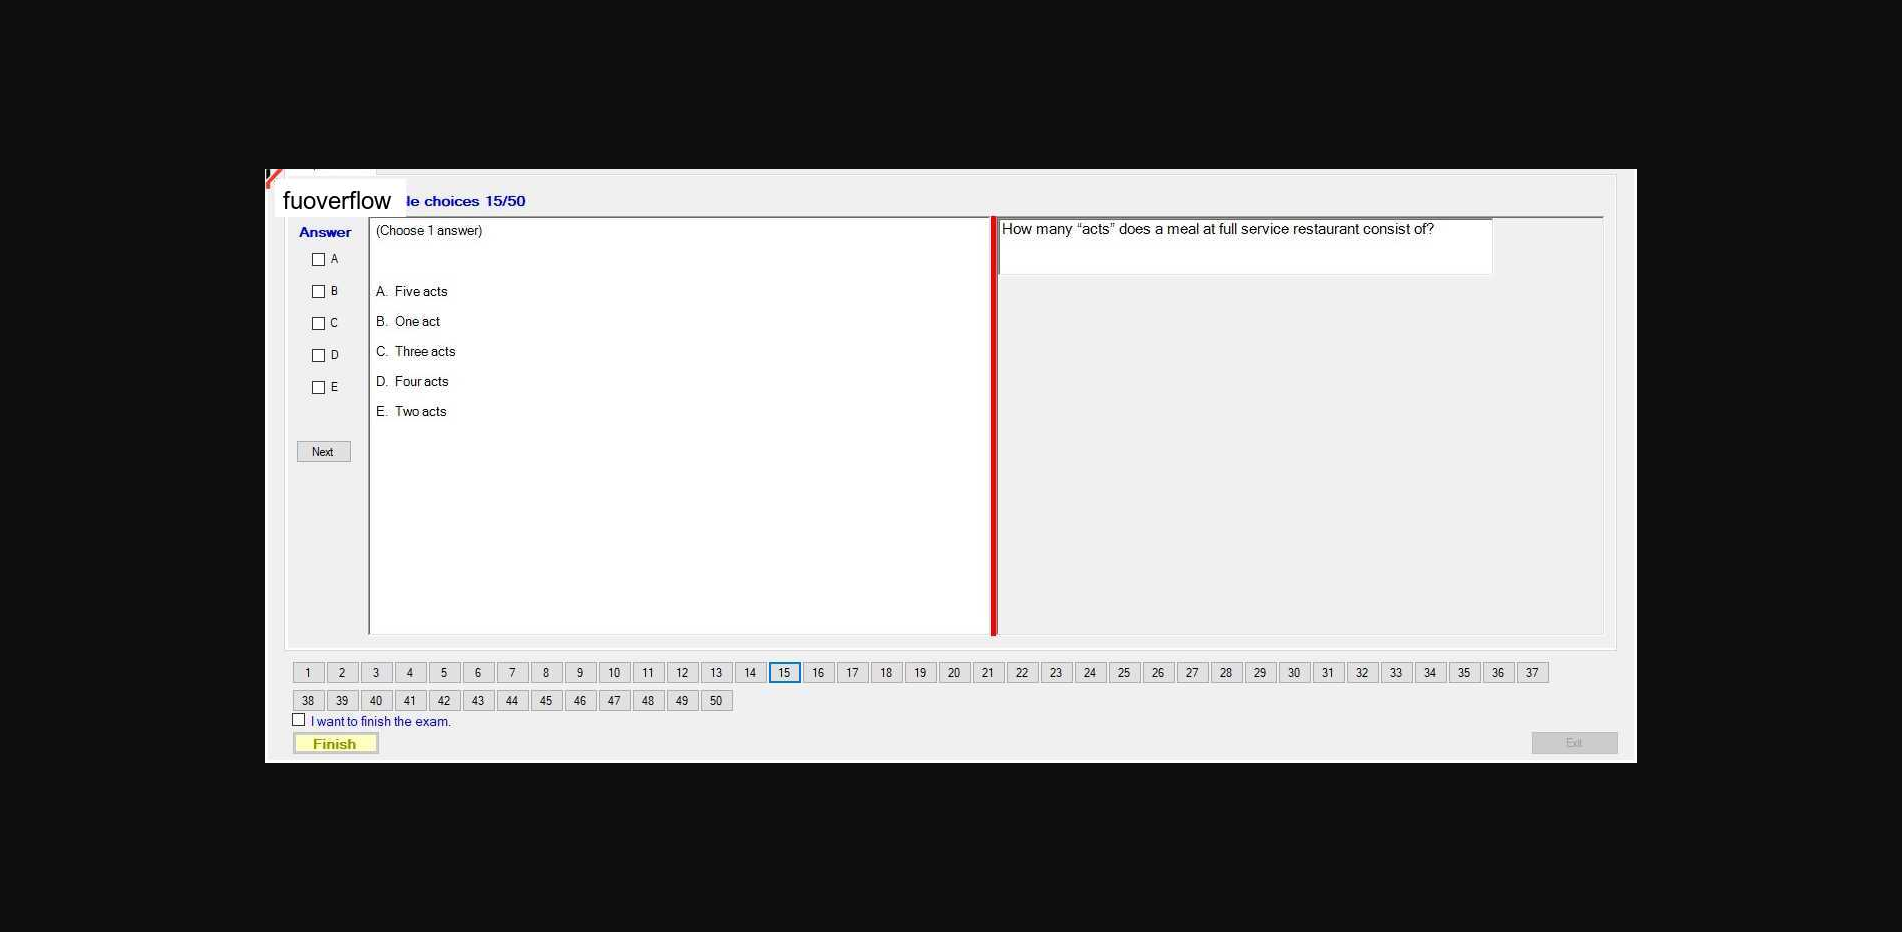 fuoverflow le choices 15/50
Answer
A
B
C
D
E
Next
(Choose 1 answer)
A. Five acts
B. One act
C. Three acts
D. Four acts
E. Two acts
How many “acts” does a meal at full service restaurant consist of?
1 2 3 4 5 6 7 8 9 10 11 12 13 14 15 16 17 18 19 20 21 22 23 24 25 26 27 28 29 30 31 32 33 34 35 36 37
38 39 40 41 42 43 44 45 46 47 48 49 50
I want to finish the exam.
Finish
Exit